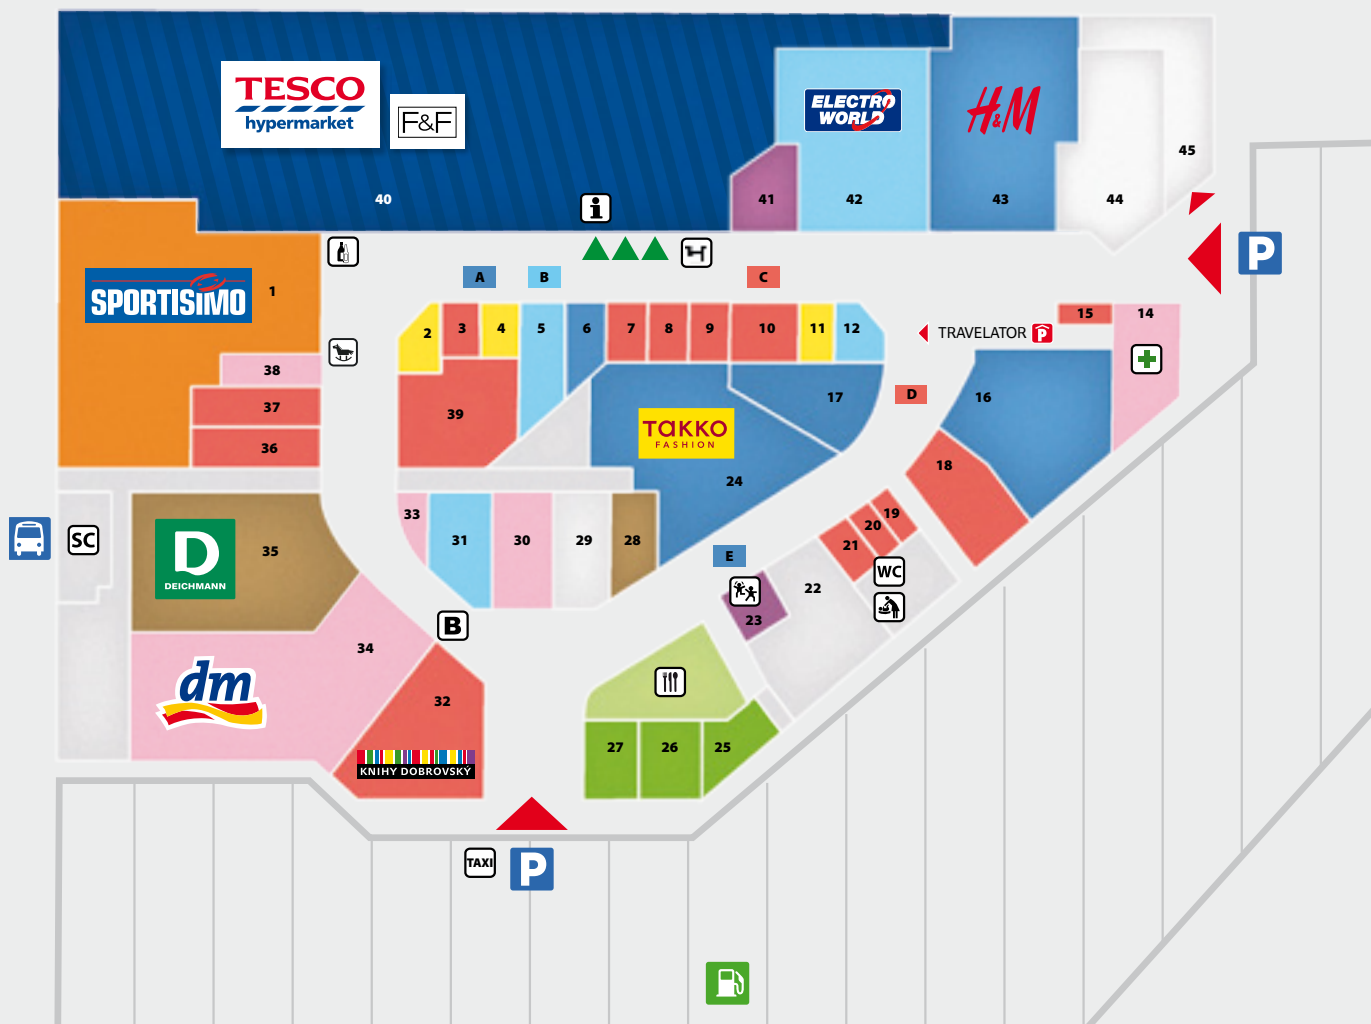 TESCO
hypermarket
F&F
ELECTRO
WORLD
H&M
45
40
41
42
43
44
P
SPORTISIMO
1
A
B
C
2
3
4
5
6
7
8
9
10
11
12
TRAVELATOR P
15
14
38
37
36
39
TAKKO
FASHION
17
D
16
24
18
33
31
30
29
28
19
20
21
SC
D
DEICHMANN
35
E
WC
22
23
B
34
dm
32
KNIHY DOBROVSKÝ
27
26
25
TAXI
P